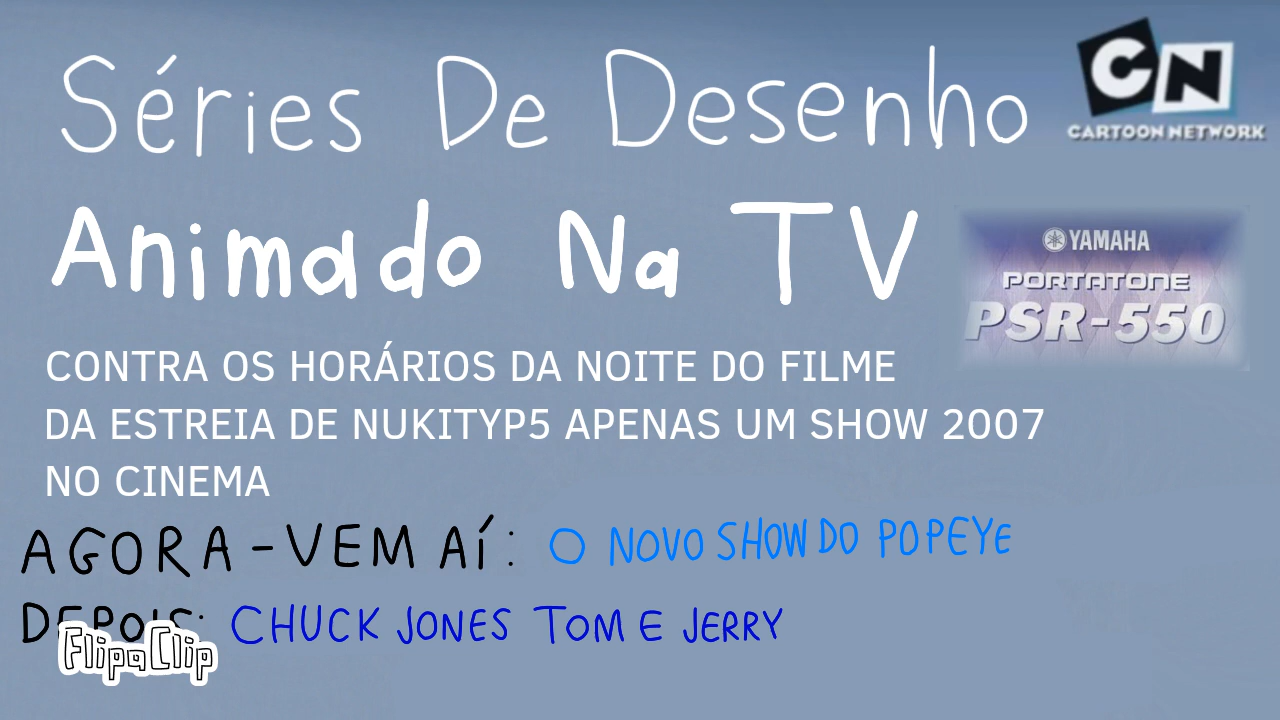 Séries De Desenho
CN
CARTOON NETWORK
Animado Na TV
YAMAHA
PORTATONE
PSR-550
CONTRA OS HORÁRIOS DA NOITE DO FILME
DA ESTREIA DE NUKITYP5 APENAS UM SHOW 2007
NO CINEMA
AGORA-VEM AÍ: O NOVO SHOW DO POPEYE
DEPOIS: CHUCK JONES TOM E JERRY
FlipaClip